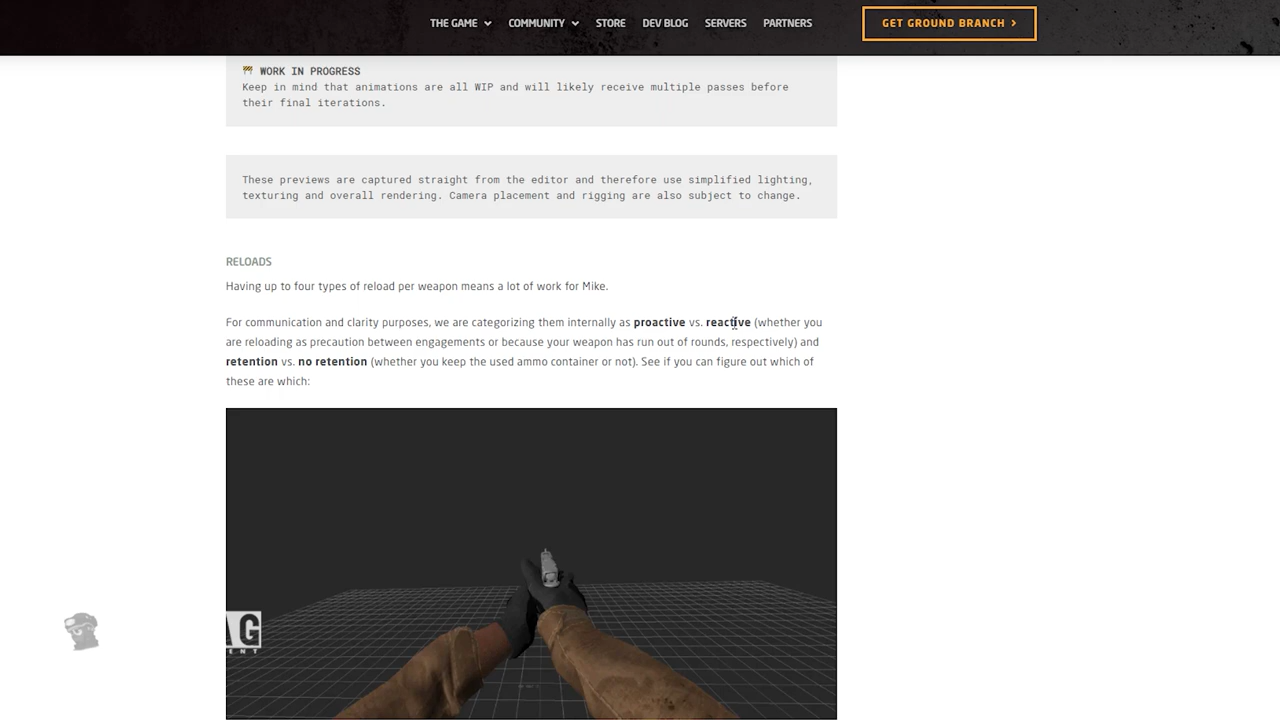 THE GAME COMMUNITY STORE DEV BLOG SERVERS PARTNERS GET GROUND BRANCH >
🚧 WORK IN PROGRESS
Keep in mind that animations are all WIP and will likely receive multiple passes before
their final iterations.
These previews are captured straight from the editor and therefore use simplified lighting,
texturing and overall rendering. Camera placement and rigging are also subject to change.
RELOADS
Having up to four types of reload per weapon means a lot of work for Mike.
For communication and clarity purposes, we are categorizing them internally as proactive vs. reactive (whether you
are reloading as precaution between engagements or because your weapon has run out of rounds, respectively) and
retention vs. no retention (whether you keep the used ammo container or not). See if you can figure out which of
these are which:
AG
ENT